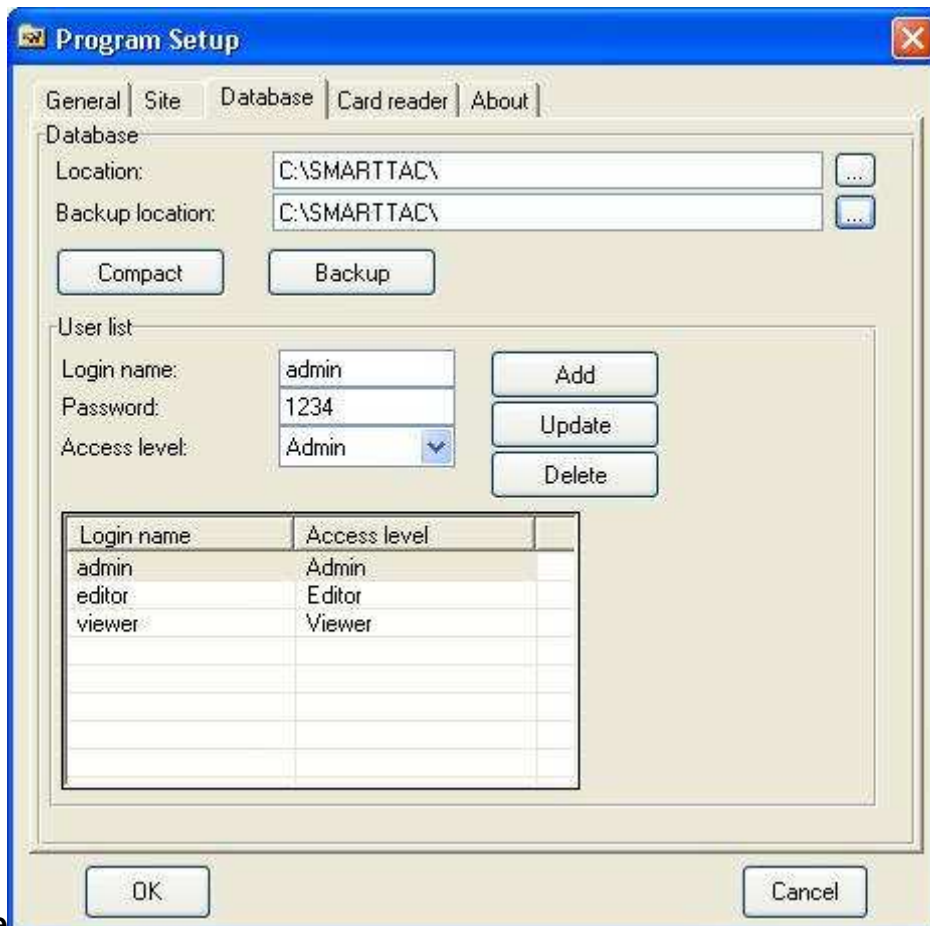 Program Setup
General Site Database Card reader About
Database
Location: C:\SMARTTAC\ ...
Backup location: C:\SMARTTAC\ ...
Compact Backup
User list
Login name: admin Add
Password: 1234 Update
Access level: Admin Delete
Login name Access level
admin Admin
editor Editor
viewer Viewer
OK Cancel
e